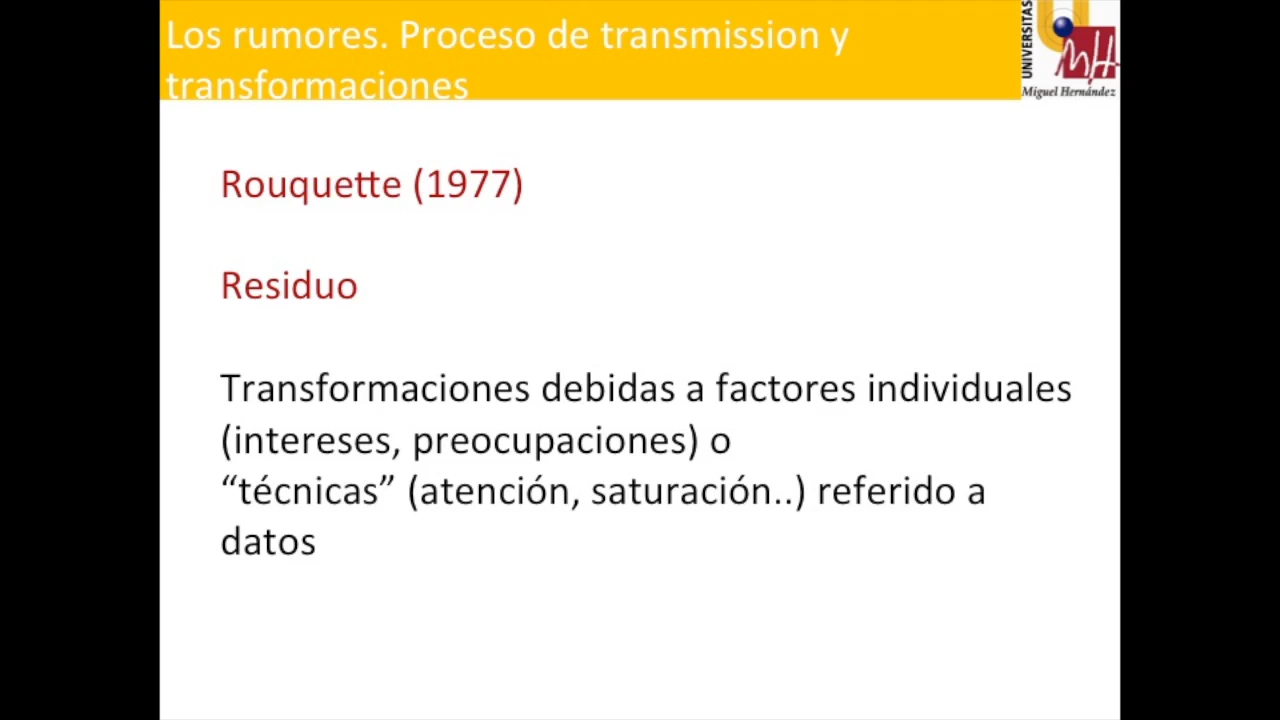 Los rumores. Proceso de transmission y
transformaciones
UNIVERSITAS
Miguel Hernández
Rouquette (1977)
Residuo
Transformaciones debidas a factores individuales
(intereses, preocupaciones) o
“técnicas” (atención, saturación..) referido a
datos